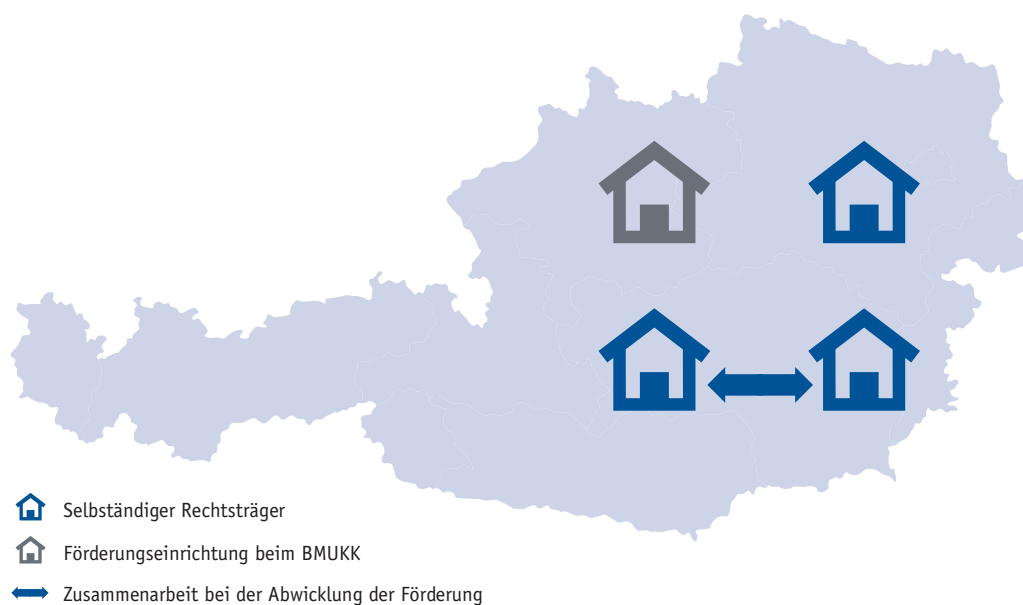 Selbständiger Rechtsträger
Förderungseinrichtung beim BMUKK
Zusammenarbeit bei der Abwicklung der Förderung